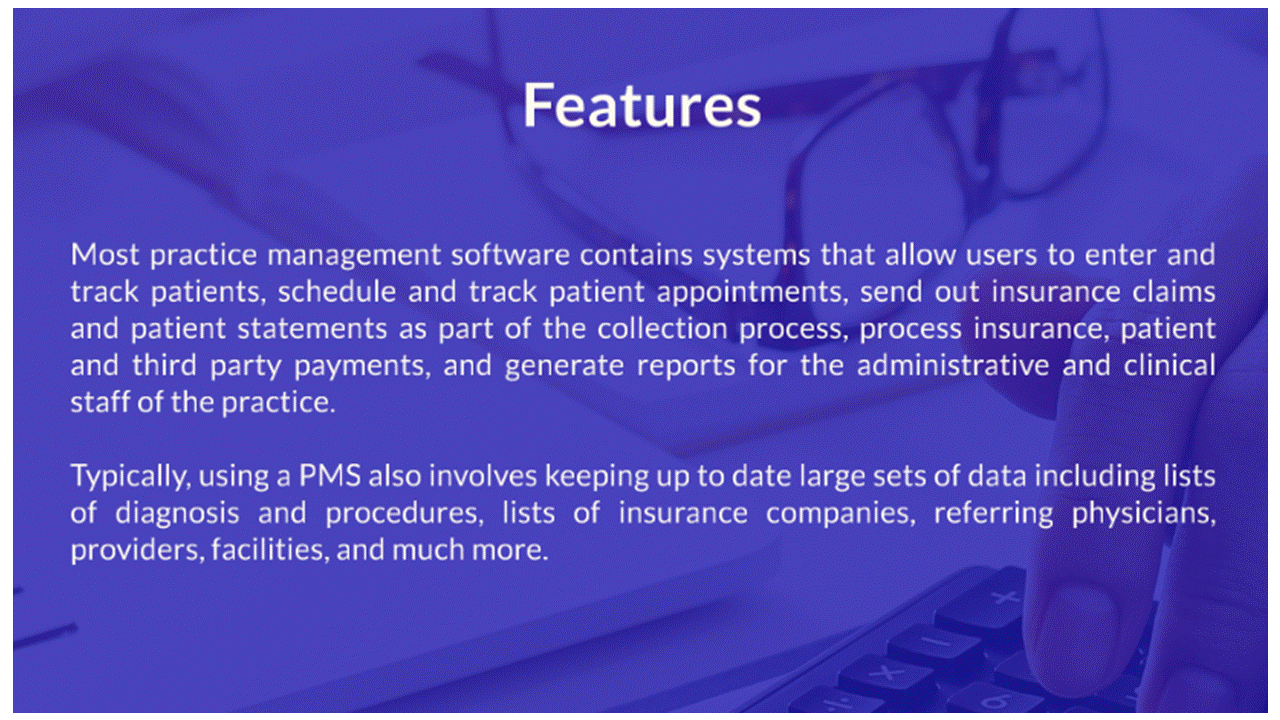 Features
Most practice management software contains systems that allow users to enter and
track patients, schedule and track patient appointments, send out insurance claims
and patient statements as part of the collection process, process insurance, patient
and third party payments, and generate reports for the administrative and clinical
staff of the practice.
Typically, using a PMS also involves keeping up to date large sets of data including lists
of diagnosis and procedures, lists of insurance companies, referring physicians,
providers, facilities, and much more.
+
−
×
÷ 6